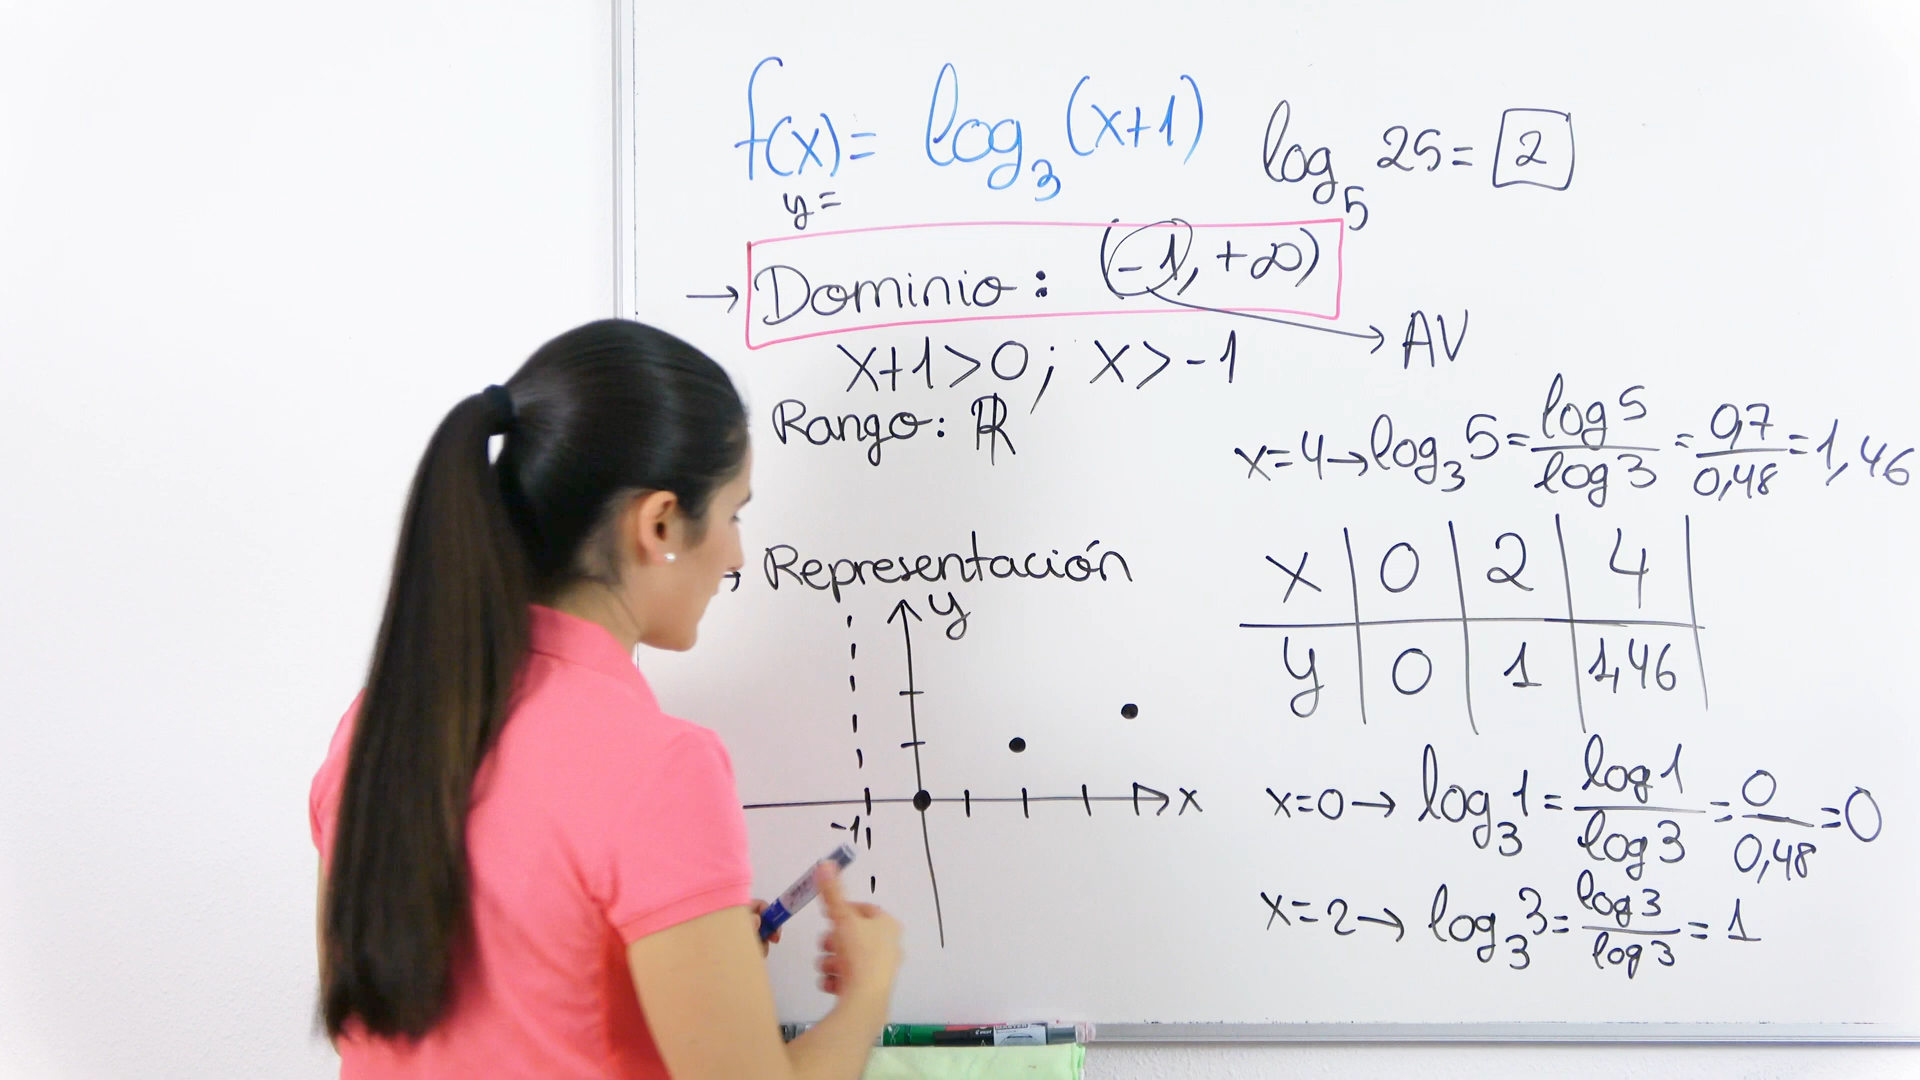 f(x) = log₃ (x+1)
log₅ 25 = 2
y =
→ Dominio: (-1, +∞)
→ AV
x+1>0; x>-1
Rango: ℝ
x=4→log₃ 5 = log 5 / log 3 = 0,7 / 0,48 = 1,46
→ Representación
y
x
-1
x | 0 | 2 | 4
y | 0 | 1 | 1,46
x=0→ log₃ 1 = log 1 / log 3 = 0 / 0,48 = 0
x=2→ log₃ 3 = log 3 / log 3 = 1